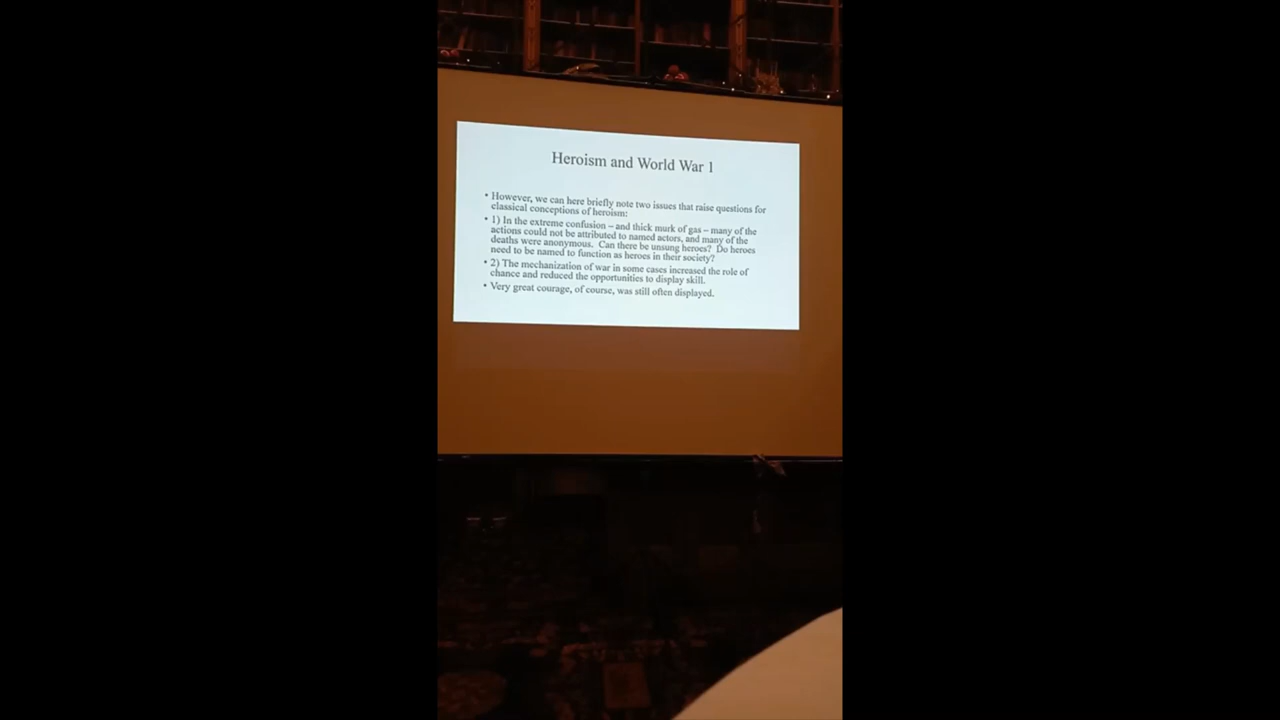 Heroism and World War 1
• However, we can here briefly note two issues that raise questions for
classical conceptions of heroism:
• 1) In the extreme confusion – and thick murk of gas – many of the
actions could not be attributed to named actors, and many of the
deaths were anonymous. Can there be unsung heroes? Do heroes
need to be named to function as heroes in their society?
• 2) The mechanization of war in some cases increased the role of
chance and reduced the opportunities to display skill.
• Very great courage, of course, was still often displayed.